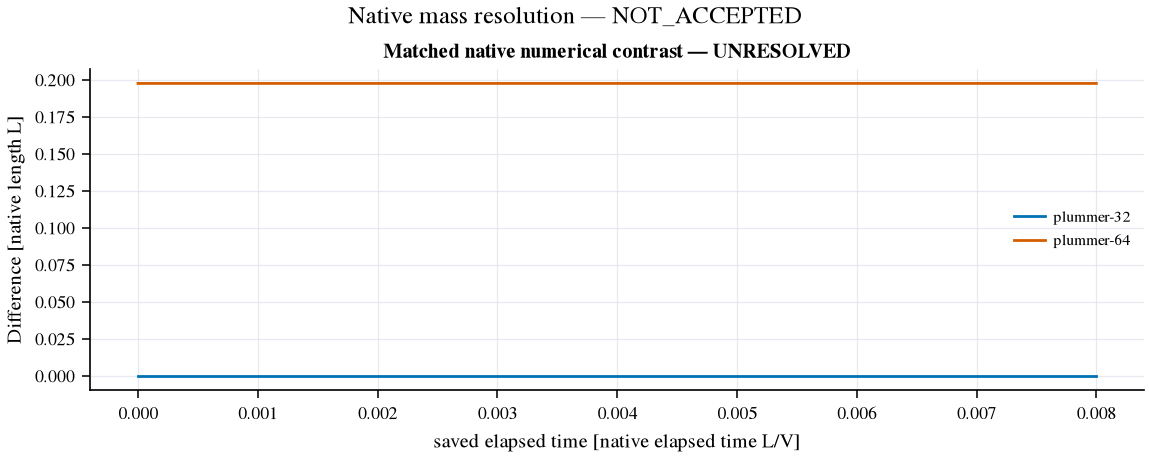 Native mass resolution — NOT_ACCEPTED
Matched native numerical contrast — UNRESOLVED
Difference [native length L]
0.200
0.175
0.150
0.125
0.100
0.075
0.050
0.025
0.000
plummer-32
plummer-64
0.000 0.001 0.002 0.003 0.004 0.005 0.006 0.007 0.008
saved elapsed time [native elapsed time L/V]